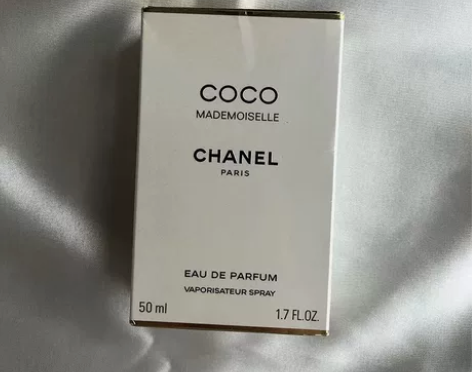 COCO
MADEMOISELLE
CHANEL
PARIS
EAU DE PARFUM
VAPORISATEUR SPRAY
50 ml 1.7 FL.OZ.